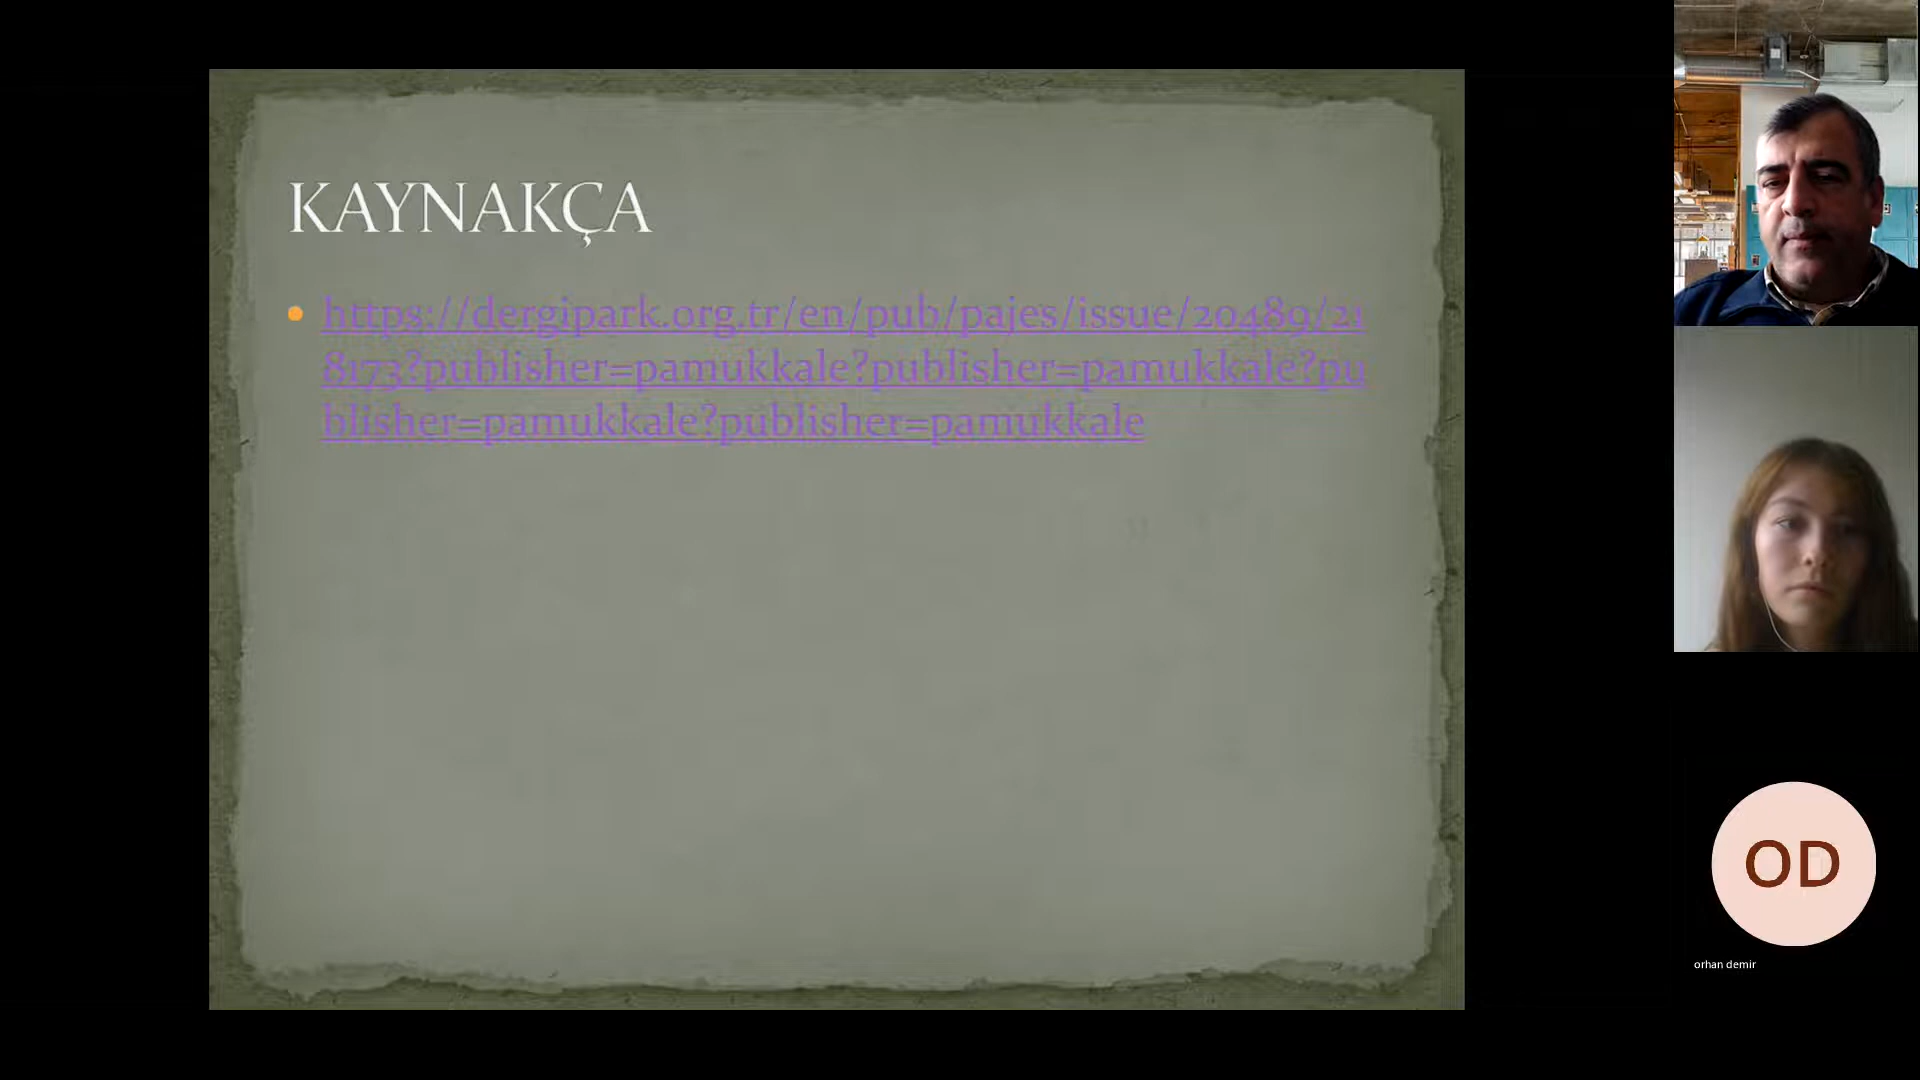 KAYNAKÇA
https://dergipark.org.tr/en/pub/pajes/issue/20489/21
8173?publisher=pamukkale?publisher=pamukkale?pu
blisher=pamukkale?publisher=pamukkale
OD
orhan demir